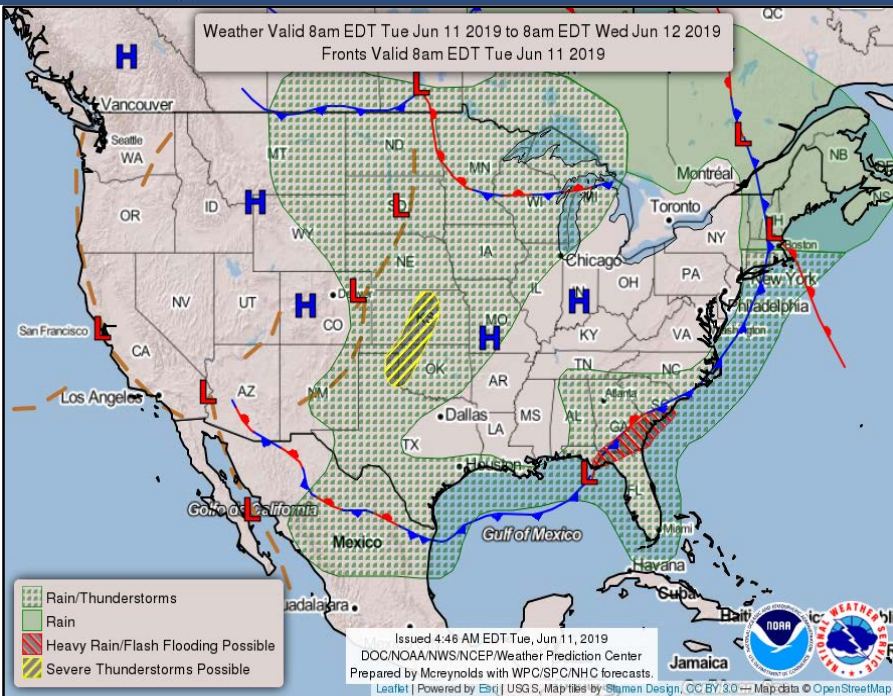 Weather Valid 8am EDT Tue Jun 11 2019 to 8am EDT Wed Jun 12 2019
Fronts Valid 8am EDT Tue Jun 11 2019
QC
H
L
Vancouver
Seattle
WA
MT
ND
MN
L
Montréal
NB
OR
ID
H
WY
SD
L
WI
MI
Toronto
NY
L
Boston
NS
NE
IA
Chicago
New York
NV
UT
H
CO
L
IL
IN
H
OH
PA
Philadelphia
San Francisco
L
CA
MO
H
KY
VA
Los Angeles
L
AZ
NM
OK
AR
TN
NC
Atlanta
Dallas
MS
AL
GA
TX
LA
Houston
L
FL
L
Golfo de California
Mexico
Gulf of Mexico
Miami
Havana
Cuba
Jamaica
Rain/Thunderstorms
Rain
Heavy Rain/Flash Flooding Possible
Severe Thunderstorms Possible
Issued 4:46 AM EDT Tue, Jun 11, 2019
DOC/NOAA/NWS/NCEP/Weather Prediction Center
Prepared by Mcreynolds with WPC/SPC/NHC forecasts.
NOAA
NATIONAL WEATHER SERVICE
Leaflet | Powered by Esri | USGS, Map tiles by Stamen Design, CC BY 3.0 — Map data © OpenStreetMap